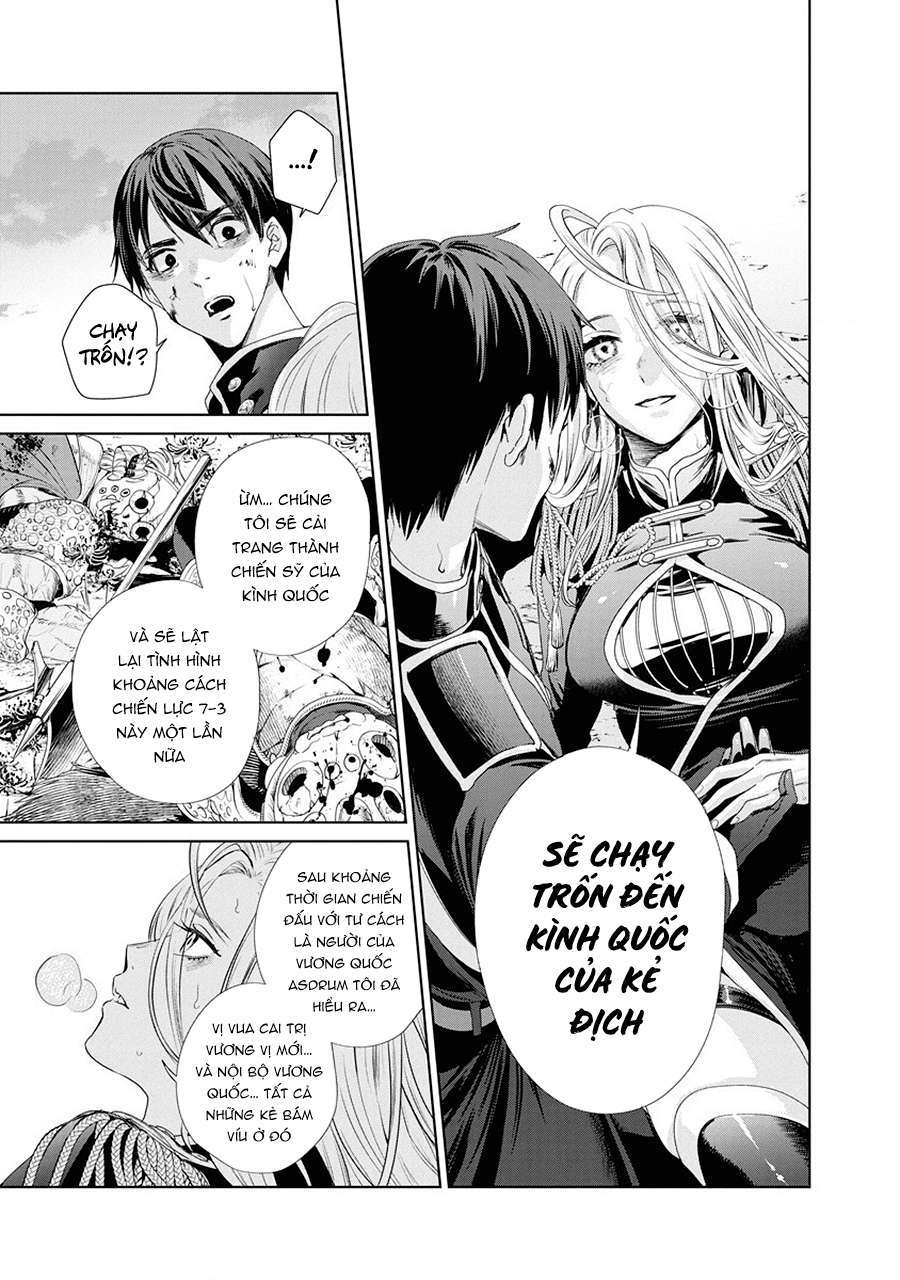 SẼ CHẠY
TRỐN ĐẾN
KÌNH QUỐC
CỦA KẺ
ĐỊCH
...!
CHẠY
TRỐN!?
ỪM... CHÚNG
TÔI SẼ CẢI
TRANG THÀNH
CHIẾN SỸ CỦA
KÌNH QUỐC
VÀ SẼ LẬT
LẠI TÌNH HÌNH
KHOẢNG CÁCH
CHIẾN LỰC 7-3
NÀY MỘT LẦN
NỮA
SAU KHOẢNG
THỜI GIAN CHIẾN
ĐẤU VỚI TƯ CÁCH
LÀ NGƯỜI CỦA
VƯƠNG QUỐC
ASDRUM TÔI ĐÃ
HIỂU RA...
VỊ VUA CAI TRỊ
VƯƠNG VỊ MỚI...
VÀ NỘI BỘ VƯƠNG
QUỐC... TẤT CẢ
NHỮNG KẺ BẤM
VÍU Ở ĐÓ